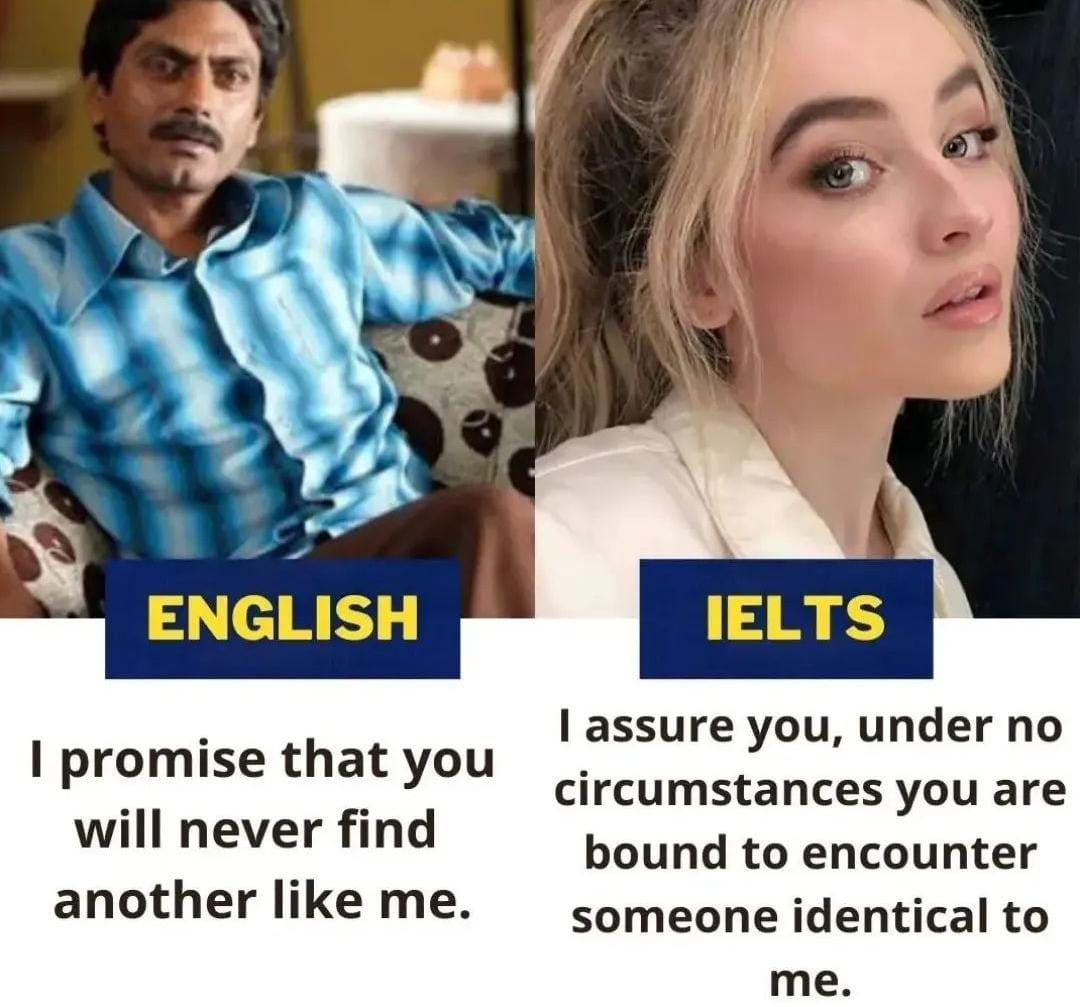 ENGLISH
I promise that you
will never find
another like me.
IELTS
I assure you, under no
circumstances you are
bound to encounter
someone identical to
me.